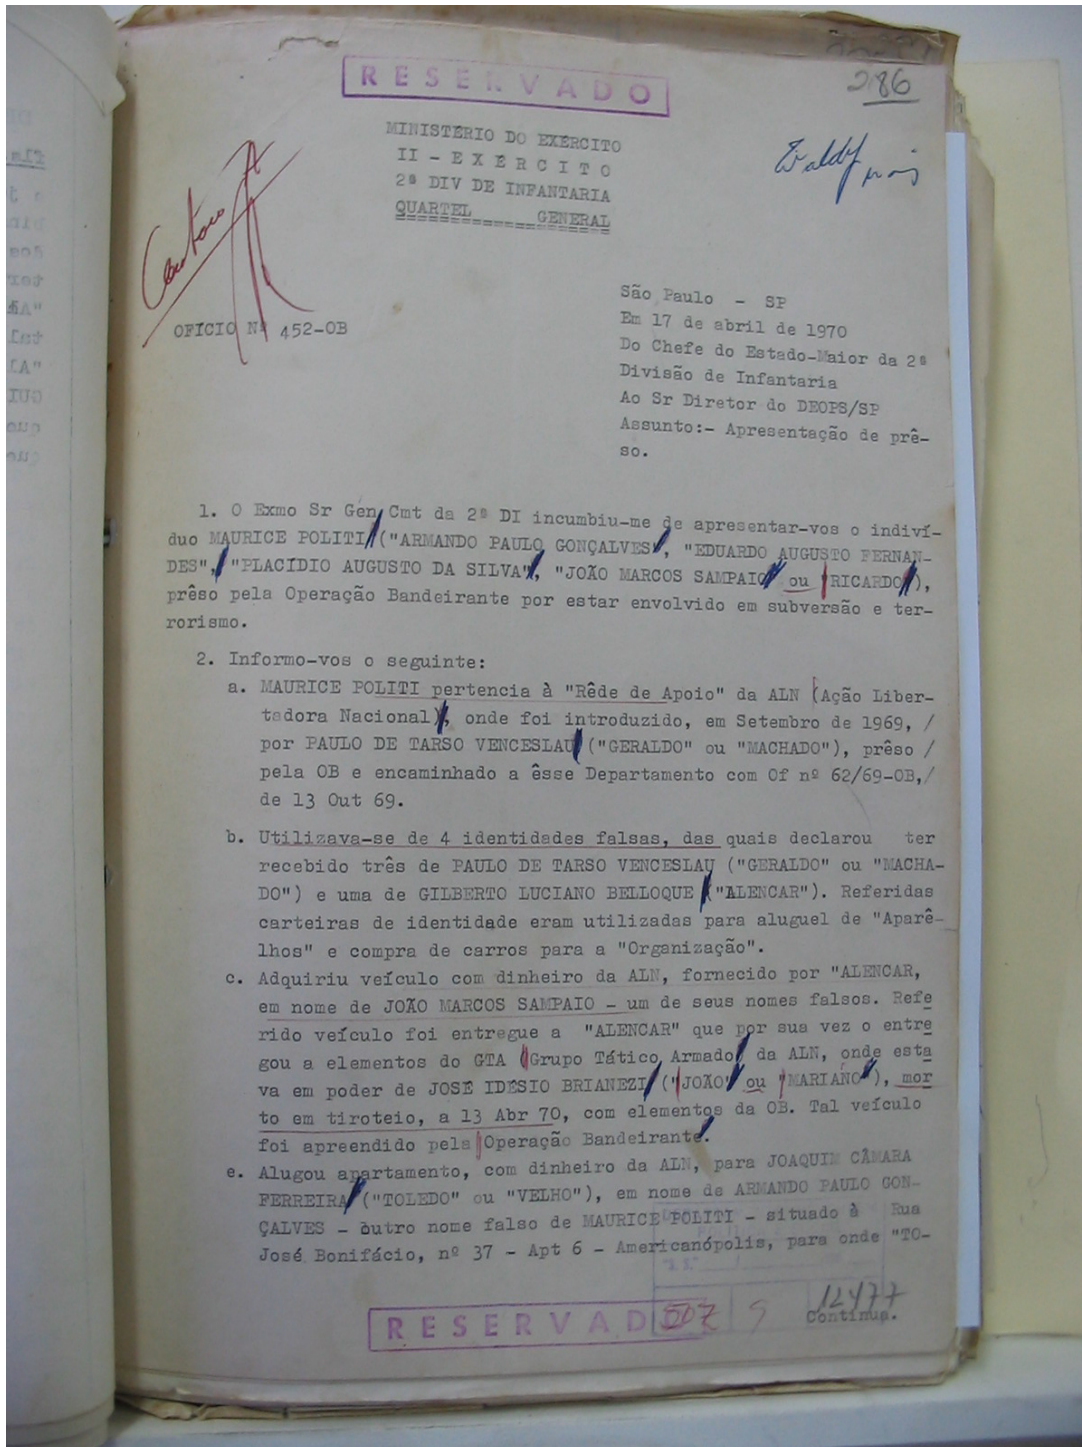 RESERVADO
286
MINISTÉRIO DO EXÉRCITO
II - EXÉRCITO
2ª DIV DE INFANTARIA
QUARTEL GENERAL
OFÍCIO Nº 452-OB
São Paulo - SP
Em 17 de abril de 1970
Do Chefe do Estado-Maior da 2ª
Divisão de Infantaria
Ao Sr Diretor do DEOPS/SP
Assunto:- Apresentação de prê-
so.
1. O Exmo Sr Gen Cmt da 2ª DI incumbiu-me de apresentar-vos o indiví-
duo MAURICE POLITI ("ARMANDO PAULO GONÇALVES", "EDUARDO AUGUSTO FERNAN-
DES", "PLACÍDIO AUGUSTO DA SILVA", "JOÃO MARCOS SAMPAIO ou RICARDO"),
prêso pela Operação Bandeirante por estar envolvido em subversão e ter-
rorismo.
2. Informo-vos o seguinte:
a. MAURICE POLITI pertencia à "Rêde de Apoio" da ALN (Ação Liber-
tadora Nacional), onde foi introduzido, em Setembro de 1969, /
por PAULO DE TARSO VENCESLAU ("GERALDO" ou "MACHADO"), prêso /
pela OB e encaminhado a êsse Departamento com Of nº 62/69-OB,/
de 13 Out 69.
b. Utilizava-se de 4 identidades falsas, das quais declarou ter
recebido três de PAULO DE TARSO VENCESLAU ("GERALDO" ou "MACHA-
DO") e uma de GILBERTO LUCIANO BELLOQUE ("ALENCAR"). Referidas
carteiras de identidade eram utilizadas para aluguel de "Aparê-
lhos" e compra de carros para a "Organização".
c. Adquiriu veículo com dinheiro da ALN, fornecido por "ALENCAR,
em nome de JOÃO MARCOS SAMPAIO - um de seus nomes falsos. Refe
rido veículo foi entregue a "ALENCAR" que por sua vez o entre
gou a elementos do GTA (Grupo Tático Armado) da ALN, onde esta
va em poder de JOSÉ IDÉSIO BRIANEZI ("JOÃO" ou "MARIANO"), mor
to em tiroteio, a 13 Abr 70, com elementos da OB. Tal veículo
foi apreendido pela Operação Bandeirante.
e. Alugou apartamento, com dinheiro da ALN, para JOAQUIM CÂMARA
FERREIRA ("TOLEDO" ou "VELHO"), em nome de ARMANDO PAULO GON-
ÇALVES - outro nome falso de MAURICE POLITI - situado à Rua
José Bonifácio, nº 37 - Apt 6 - Americanópolis, para onde "TO-
12477
Continua.
RESERVADO